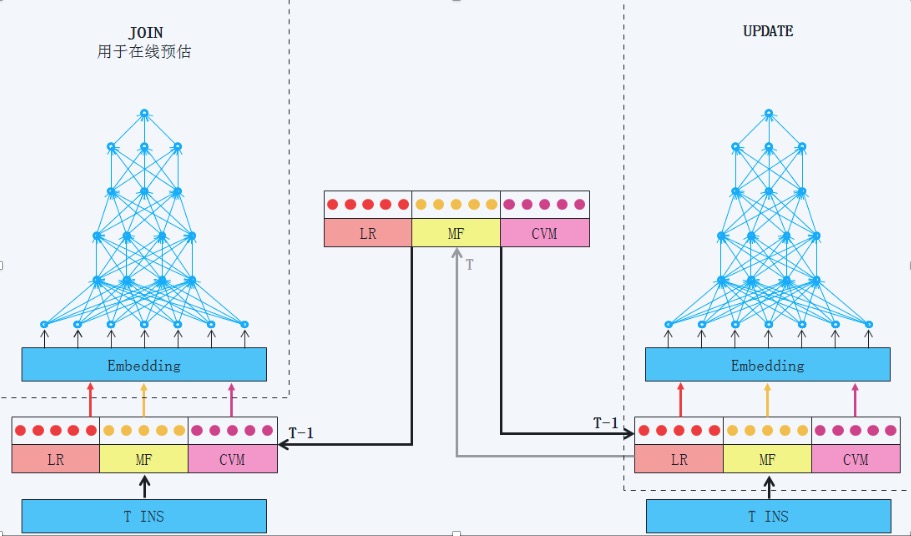 JOIN
用于在线预估
UPDATE
LR MF CVM
T
Embedding
Embedding
T-1
T-1
LR MF CVM
LR MF CVM
T INS
T INS